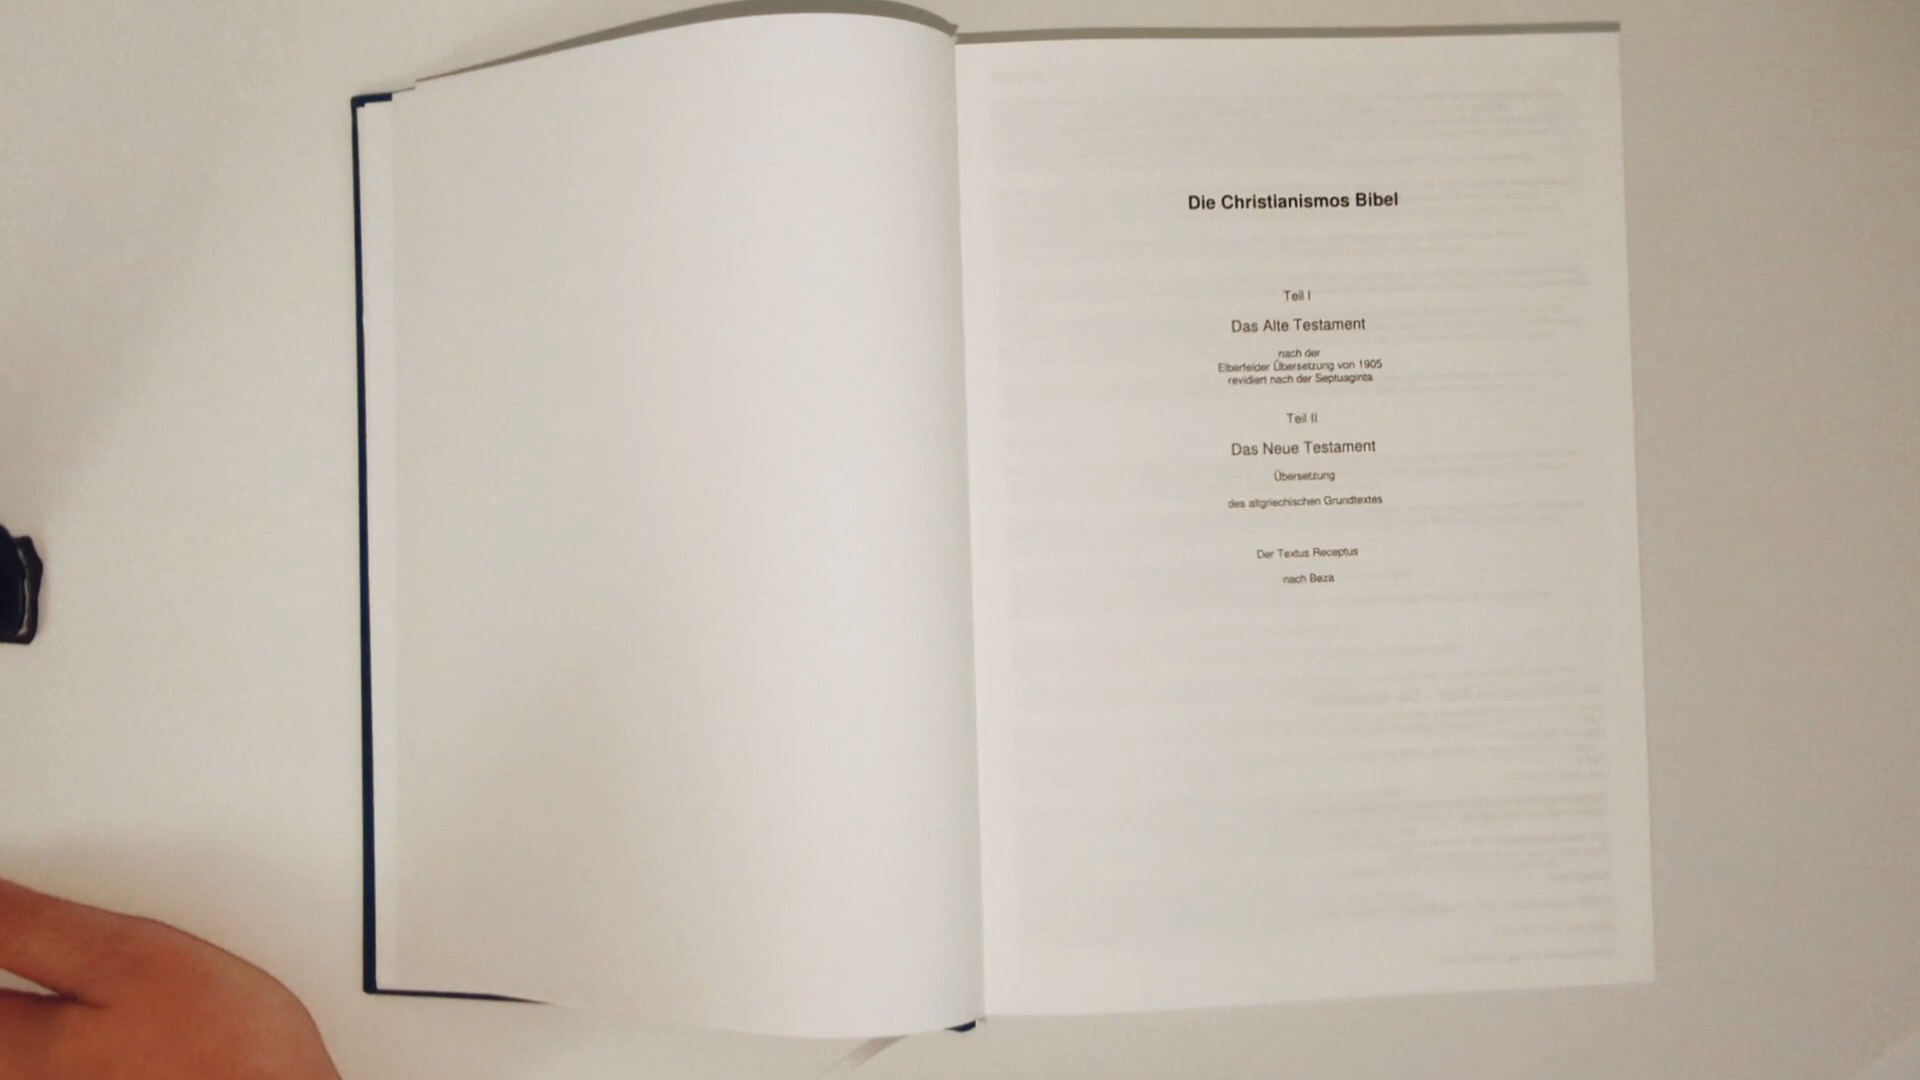 Die Christianismos Bibel
Teil I
Das Alte Testament
nach der
Elberfelder Übersetzung von 1905
revidiert nach der Septuaginta
Teil II
Das Neue Testament
Übersetzung
des altgriechischen Grundtextes
Der Textus Receptus
nach Beza